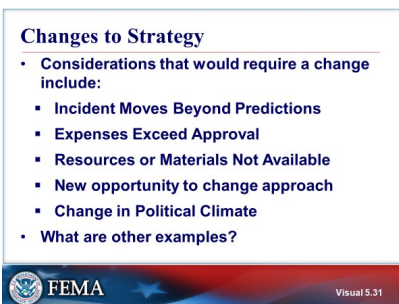 Changes to Strategy
• Considerations that would require a change
include:
▪ Incident Moves Beyond Predictions
▪ Expenses Exceed Approval
▪ Resources or Materials Not Available
▪ New opportunity to change approach
▪ Change in Political Climate
• What are other examples?
FEMA
Visual 5.31